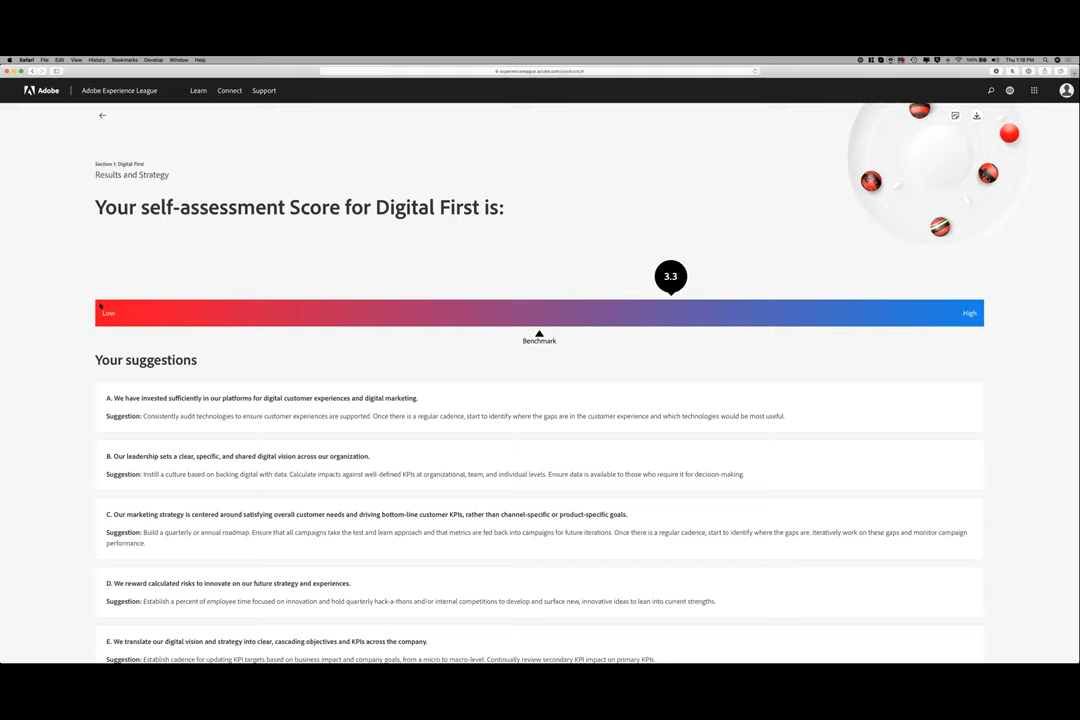 Safari File Edit View History Bookmarks Develop Window Help
100% Thu 1:18 PM
Adobe Adobe Experience League Learn Connect Support
Section 1: Digital First
Results and Strategy
Your self-assessment Score for Digital First is:
3.3
Low High
Benchmark
Your suggestions
A. We have invested sufficiently in our platforms for digital customer experiences and digital marketing.
Suggestion: Consistently audit technologies to ensure customer experiences are supported. Once there is a regular cadence, start to identify where the gaps are in the customer experience and which technologies would be most useful.
B. Our leadership sets a clear, specific, and shared digital vision across our organization.
Suggestion: Instill a culture based on backing digital with data. Calculate impacts against well-defined KPIs at organizational, team, and individual levels. Ensure data is available to those who require it for decision-making.
C. Our marketing strategy is centered around satisfying overall customer needs and driving bottom-line customer KPIs, rather than channel-specific or product-specific goals.
Suggestion: Build a quarterly or annual roadmap. Ensure that all campaigns take the test and learn approach and that metrics are fed back into campaigns for future iterations. Once there is a regular cadence, start to identify where the gaps are. Iteratively work on these gaps and monitor campaign
performance.
D. We reward calculated risks to innovate on our future strategy and experiences.
Suggestion: Establish a percent of employee time focused on innovation and hold quarterly hack-a-thons and/or internal competitions to develop and surface new, innovative ideas to lean into current strengths.
E. We translate our digital vision and strategy into clear, cascading objectives and KPIs across the company.
Suggestion: Establish cadence for updating KPI targets based on business impact and company goals, from a micro to macro-level. Continually review secondary KPI impact on primary KPIs.